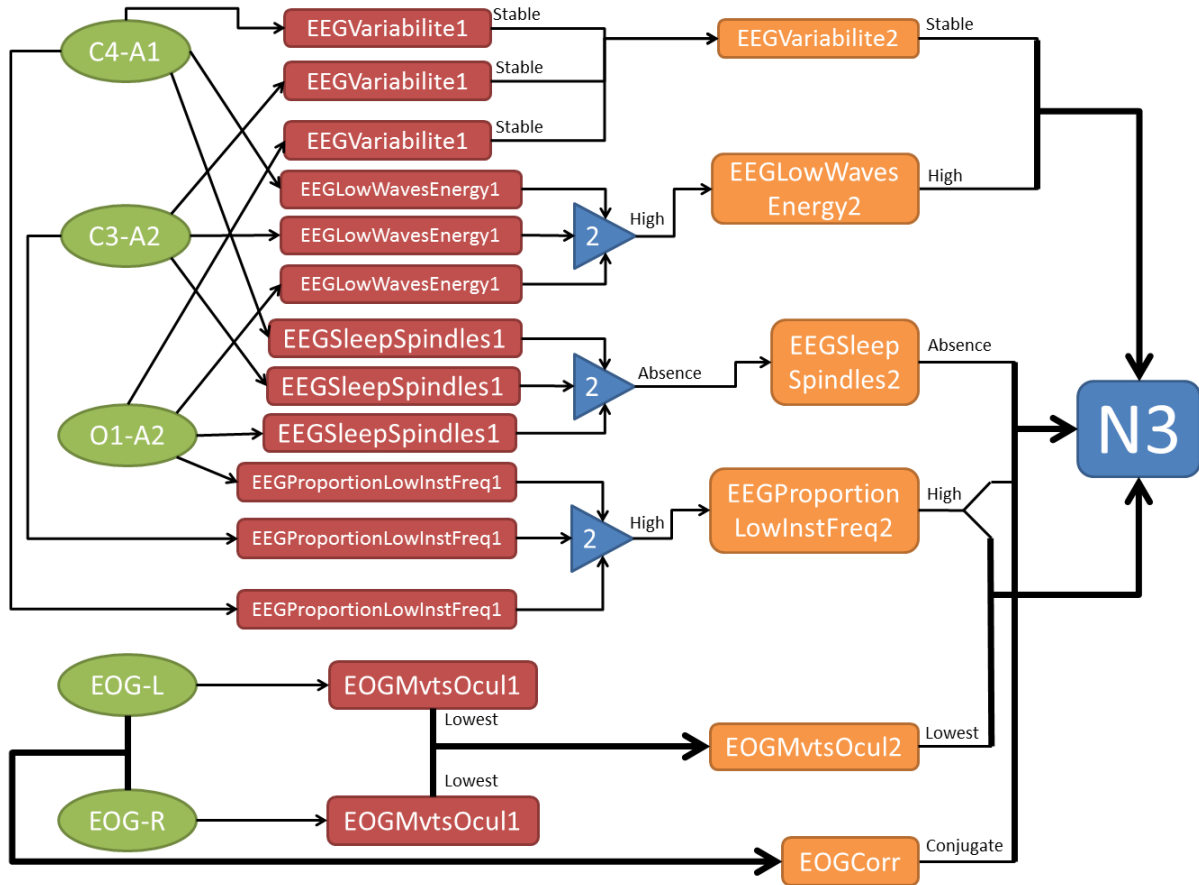 C4-A1
EEGVariabilite1
Stable
EEGVariabilite2
Stable
EEGVariabilite1
Stable
EEGVariabilite1
Stable
EEGLowWavesEnergy1
EEGLowWaves
Energy2
High
C3-A2
EEGLowWavesEnergy1
2
High
EEGLowWavesEnergy1
EEGSleepSpindles1
EEGSleep
Spindles2
Absence
EEGSleepSpindles1
2
Absence
O1-A2
EEGSleepSpindles1
N3
EEGProportionLowInstFreq1
EEGProportion
LowInstFreq2
High
EEGProportionLowInstFreq1
2
High
EEGProportionLowInstFreq1
EOG-L
EOGMvtsOcul1
Lowest
EOGMvtsOcul2
Lowest
Lowest
EOG-R
EOGMvtsOcul1
EOGCorr
Conjugate